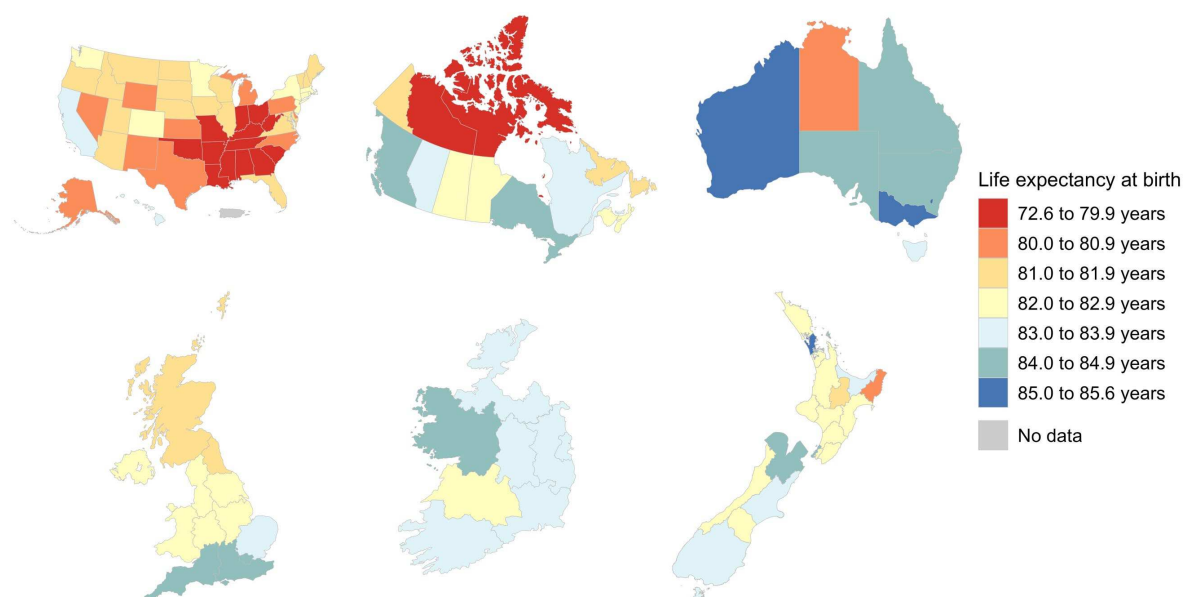 Life expectancy at birth
72.6 to 79.9 years
80.0 to 80.9 years
81.0 to 81.9 years
82.0 to 82.9 years
83.0 to 83.9 years
84.0 to 84.9 years
85.0 to 85.6 years
No data